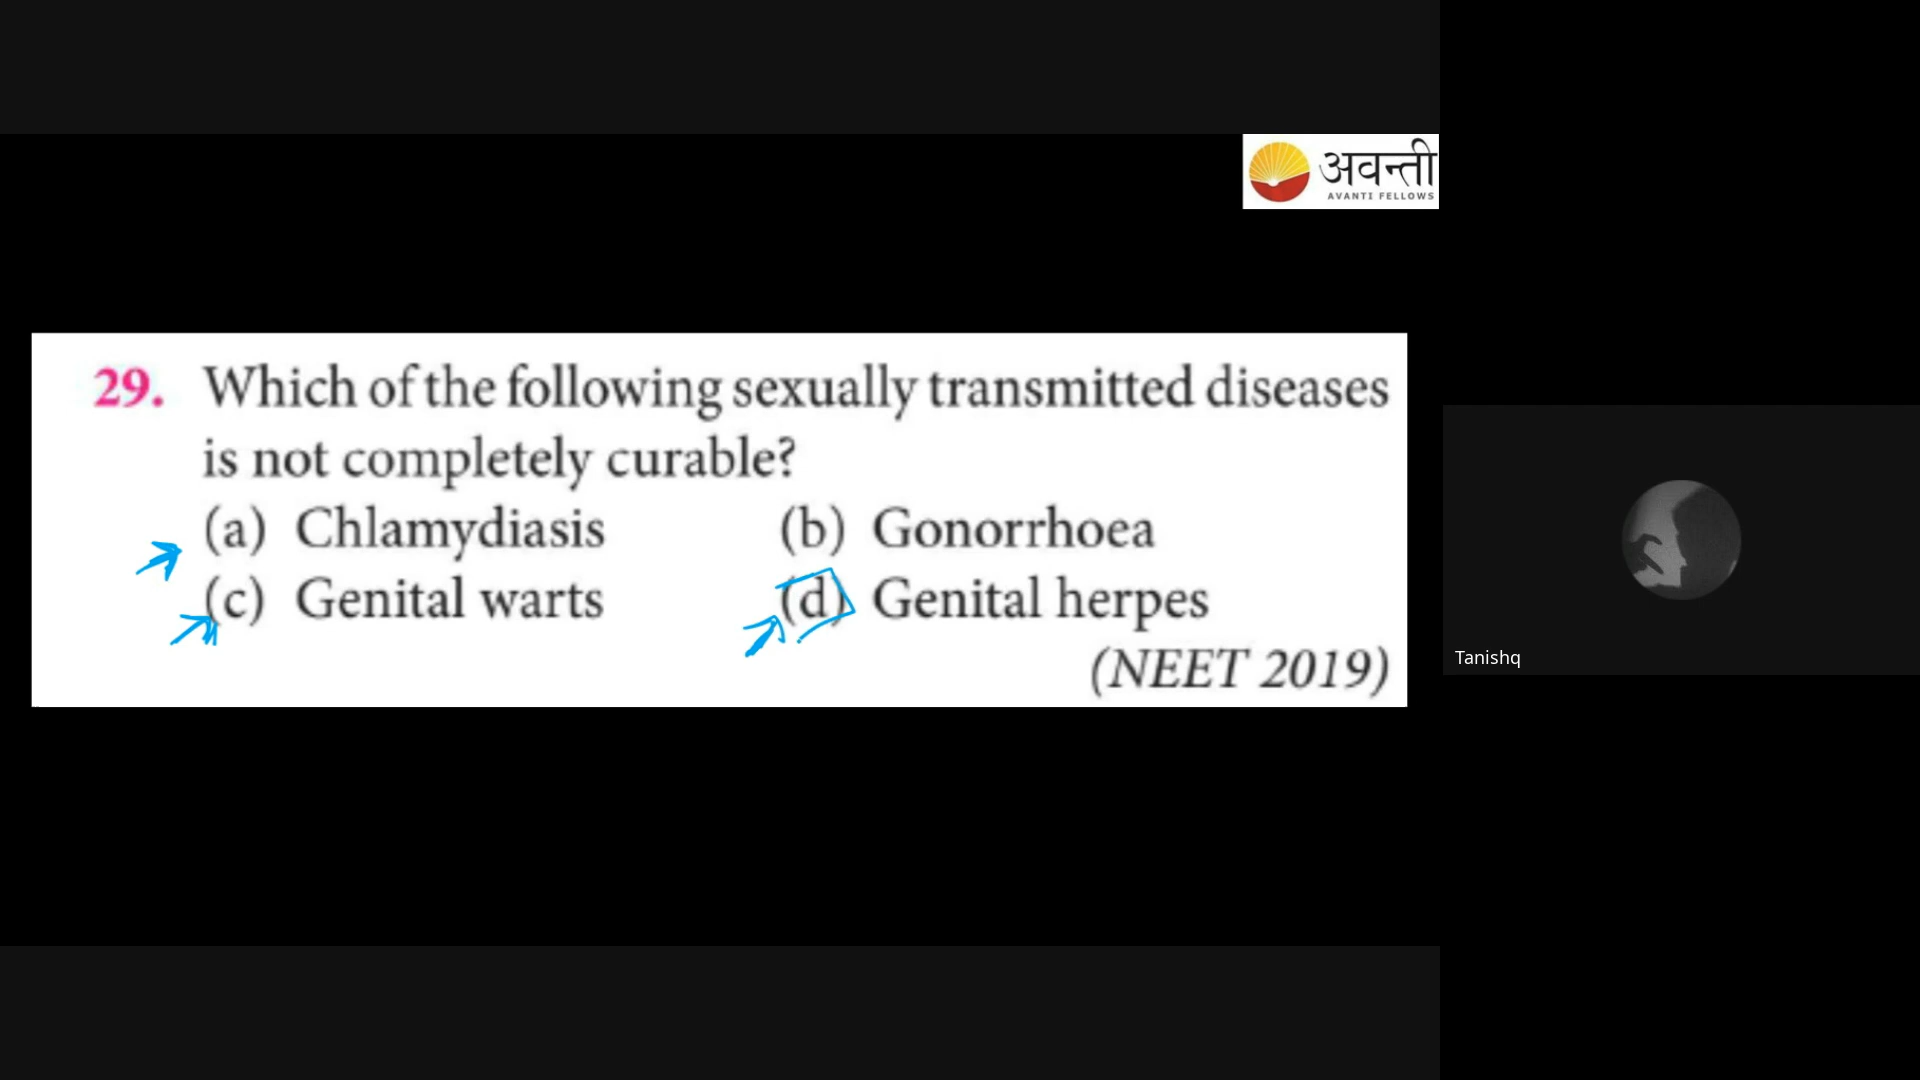 अवन्ती
AVANTI FELLOWS
29. Which of the following sexually transmitted diseases
is not completely curable?
(a) Chlamydiasis (b) Gonorrhoea
(c) Genital warts (d) Genital herpes
(NEET 2019)
Tanishq